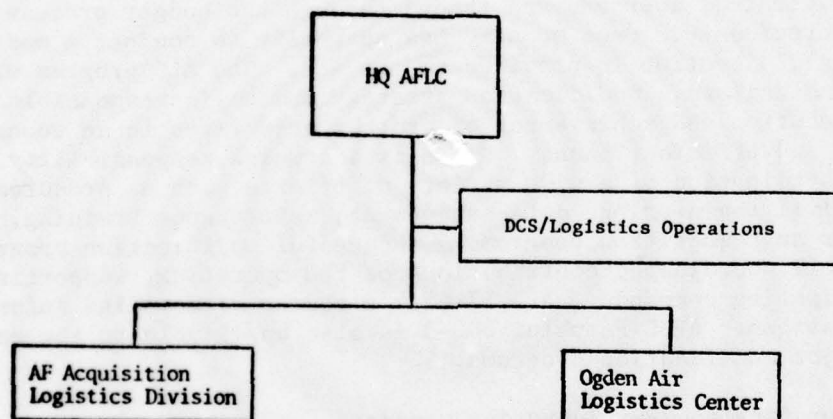 HQ AFLC
DCS/Logistics Operations
AF Acquisition
Logistics Division
Ogden Air
Logistics Center